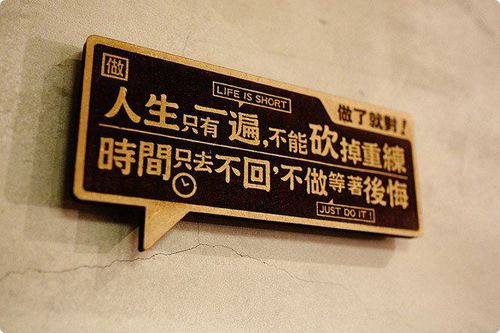 做
LIFE IS SHORT
做了就對!
人生只有一遍,不能砍掉重練
時間只去不回,不做等著後悔
JUST DO IT!